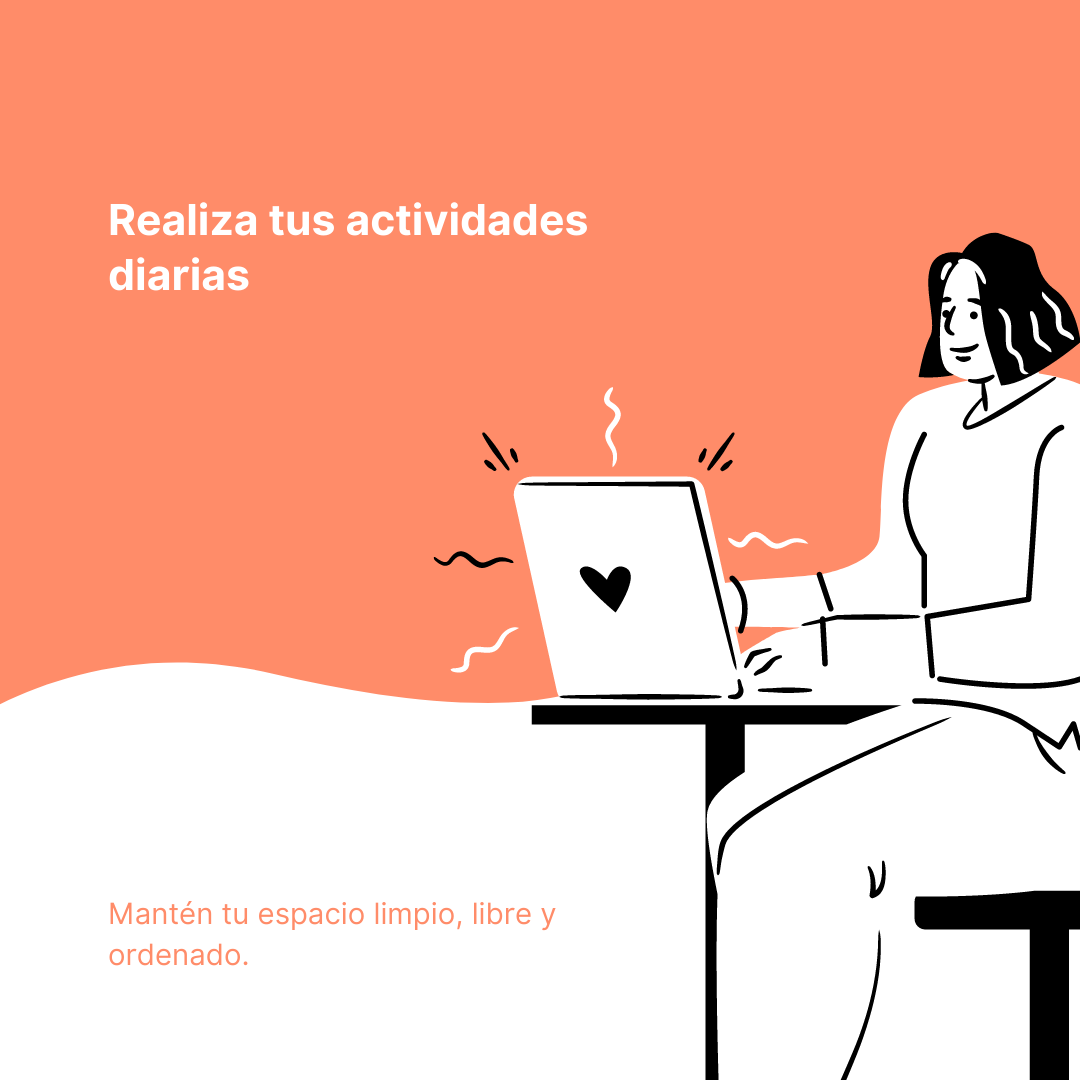 Realiza tus actividades
diarias
Mantén tu espacio limpio, libre y
ordenado.